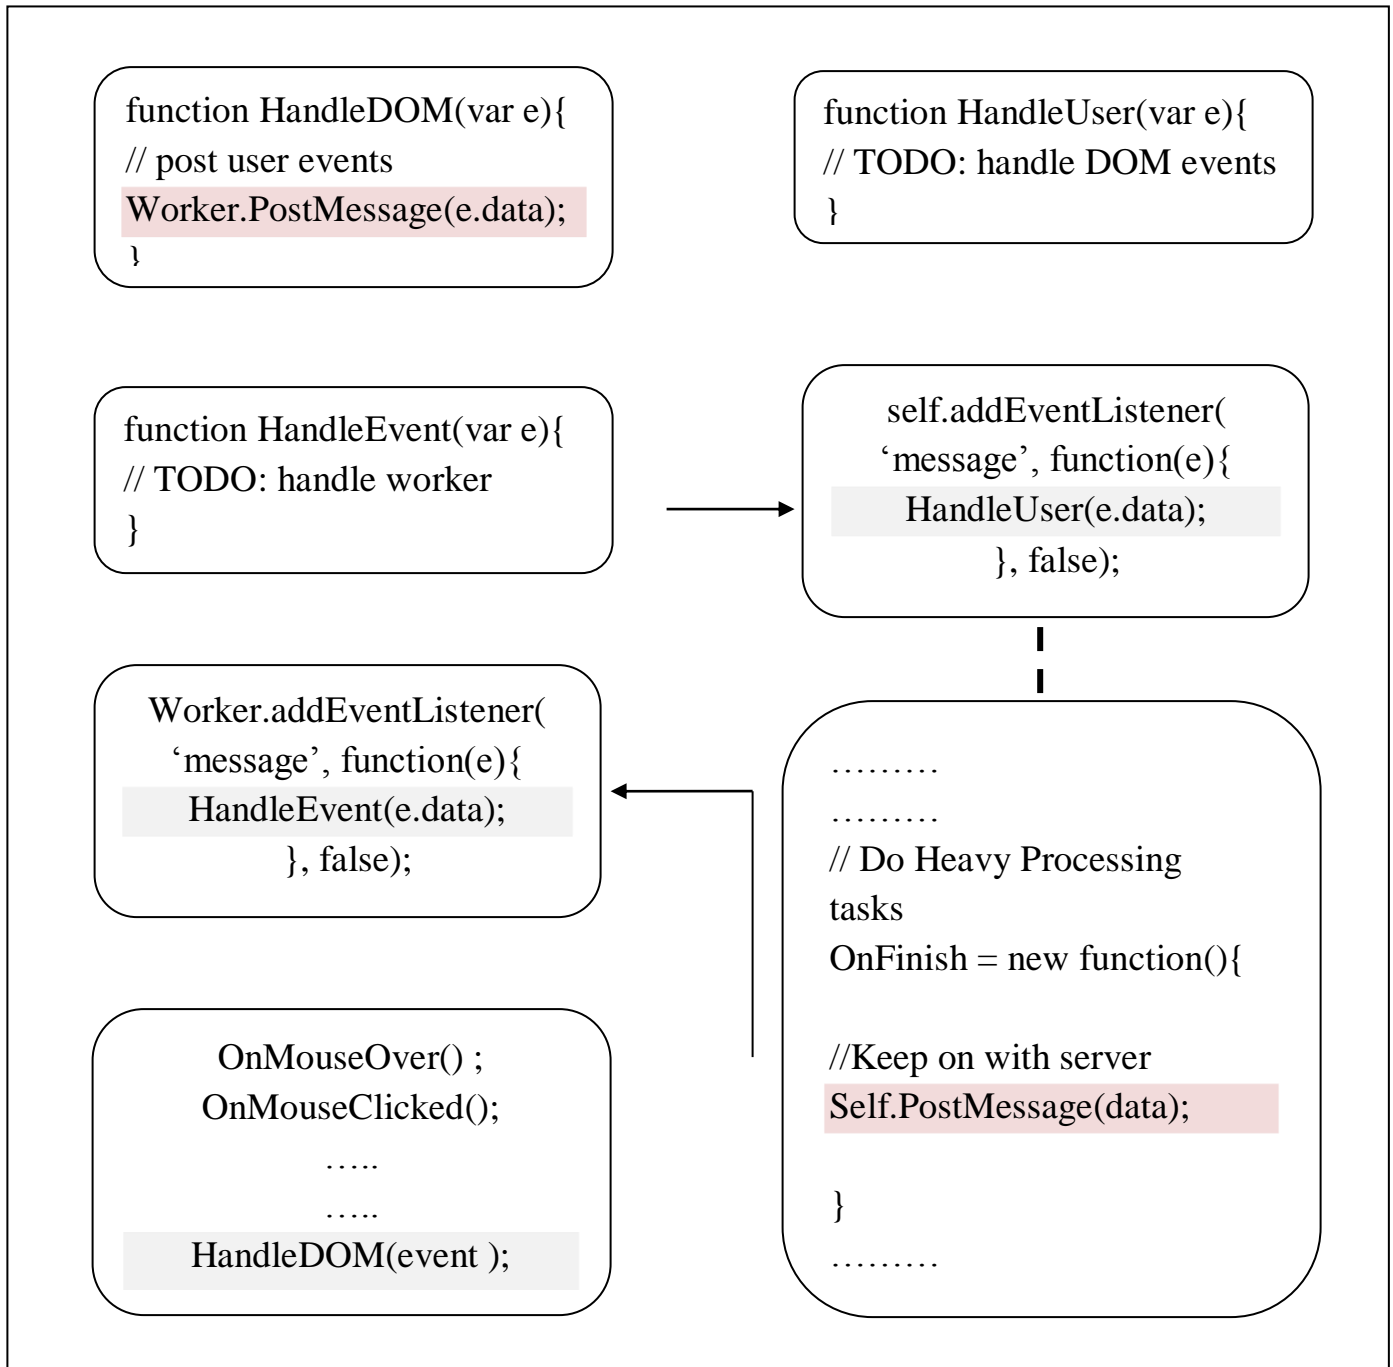 function HandleDOM(var e){
// post user events
Worker.PostMessage(e.data);
}
function HandleUser(var e){
// TODO: handle DOM events
}
function HandleEvent(var e){
// TODO: handle worker
}
self.addEventListener(
‘message’, function(e){
HandleUser(e.data);
}, false);
Worker.addEventListener(
‘message’, function(e){
HandleEvent(e.data);
}, false);
………
………
// Do Heavy Processing
tasks
OnFinish = new function(){
//Keep on with server
Self.PostMessage(data);
}
………
OnMouseOver() ;
OnMouseClicked();
…..
…..
HandleDOM(event );